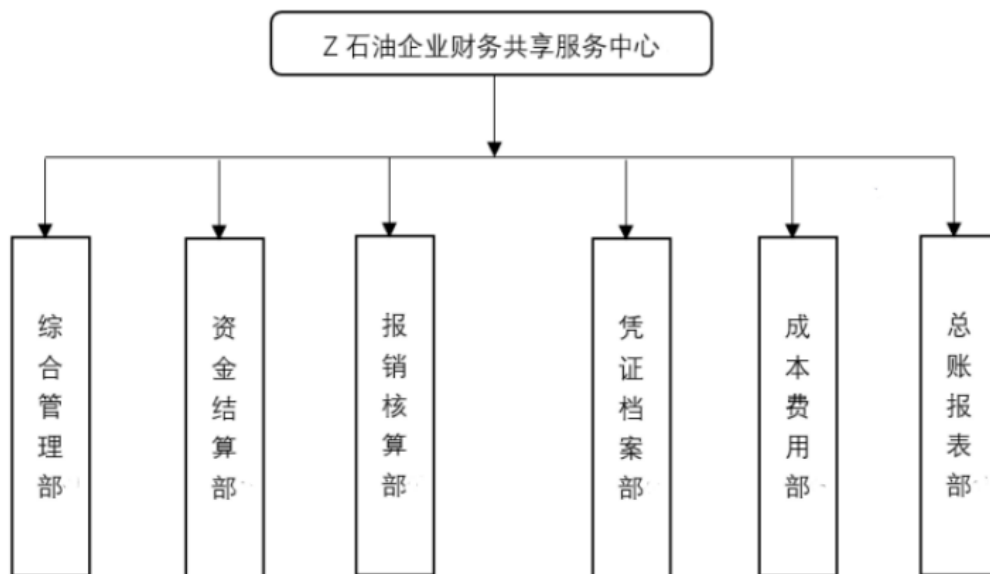 Z 石油企业财务共享服务中心
综合管理部
资金结算部
报销核算部
凭证档案部
成本费用部
总账报表部